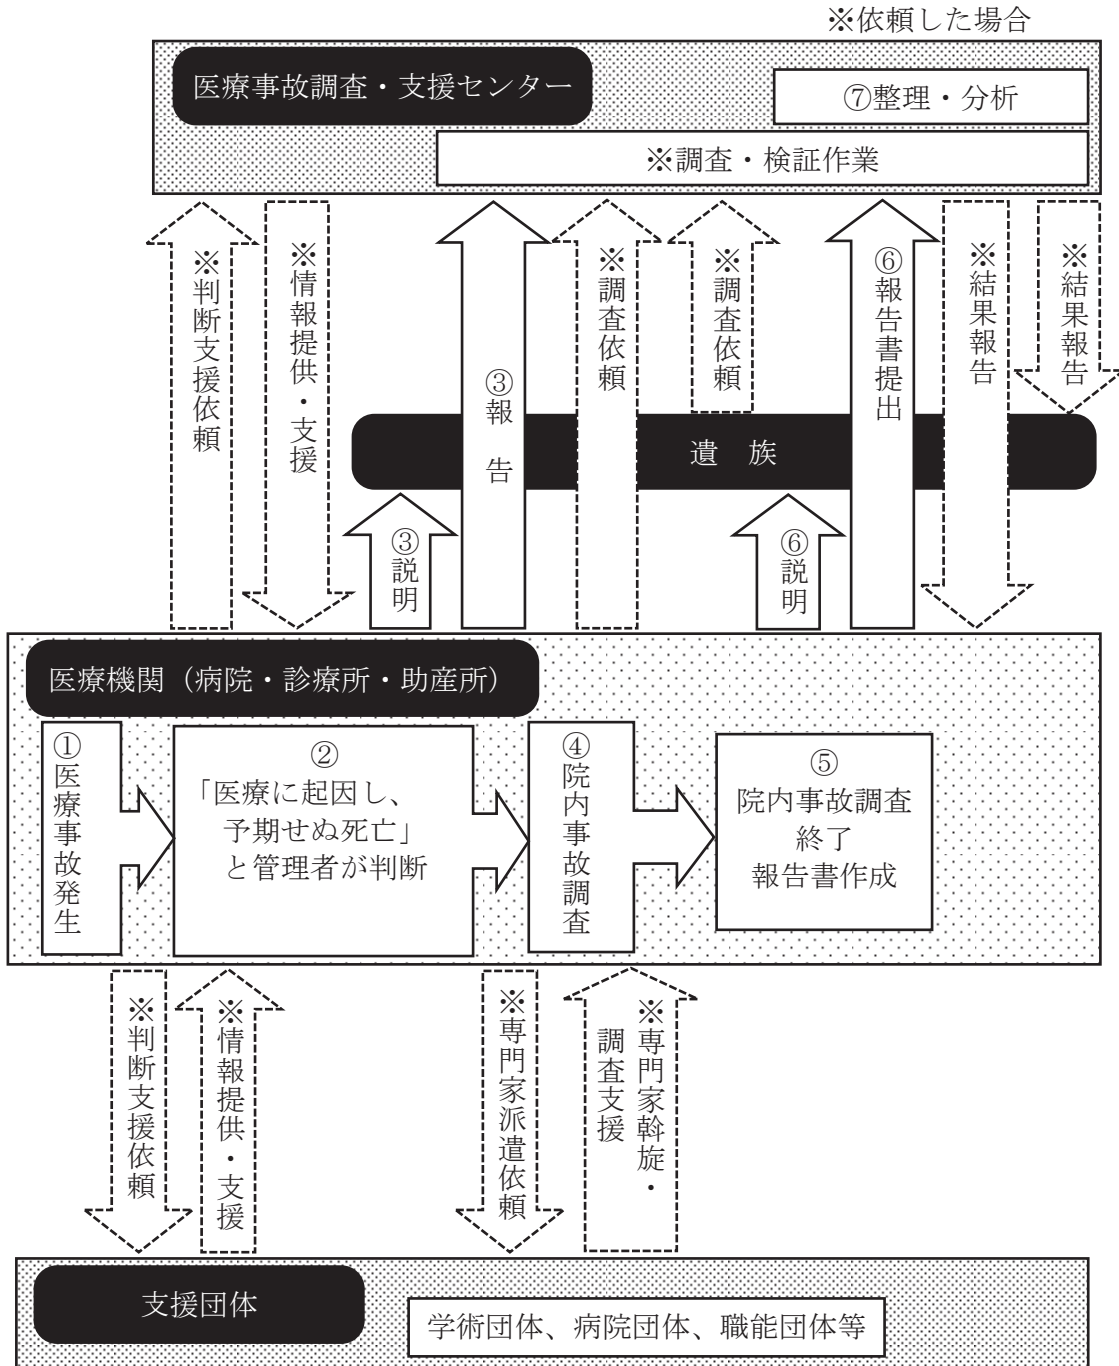 ※依頼した場合
医療事故調査・支援センター
⑦整理・分析
※調査・検証作業
※判断支援依頼
※情報提供・支援
③報　告
※調査依頼
※調査依頼
⑥報告書提出
※結果報告
※結果報告
遺　族
③説明
⑥説明
医療機関（病院・診療所・助産所）
①医療事故発生
②
「医療に起因し、
予期せぬ死亡」
と管理者が判断
④院内事故調査
⑤
院内事故調査
終了
報告書作成
※判断支援依頼
※情報提供・支援
※専門家派遣依頼
※専門家斡旋・
調査支援
支援団体
学術団体、病院団体、職能団体等